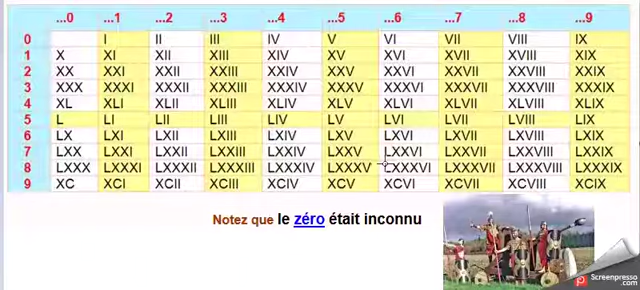 ...0 ...1 ...2 ...3 ...4 ...5 ...6 ...7 ...8 ...9
0 I II III IV V VI VII VIII IX
1 X XI XII XIII XIV XV XVI XVII XVIII XIX
2 XX XXI XXII XXIII XXIV XXV XXVI XXVII XXVIII XXIX
3 XXX XXXI XXXII XXXIII XXXIV XXXV XXXVI XXXVII XXXVIII XXXIX
4 XL XLI XLII XLIII XLIV XLV XLVI XLVII XLVIII XLIX
5 L LI LII LIII LIV LV LVI LVII LVIII LIX
6 LX LXI LXII LXIII LXIV LXV LXVI LXVII LXVIII LXIX
7 LXX LXXI LXXII LXXIII LXXIV LXXV LXXVI LXXVII LXXVIII LXXIX
8 LXXX LXXXI LXXXII LXXXIII LXXXIV LXXXV LXXXVI LXXXVII LXXXVIII LXXXIX
9 XC XCI XCII XCIII XCIV XCV XCVI XCVII XCVIII XCIX
Notez que le zéro était inconnu
Screenpresso
.com